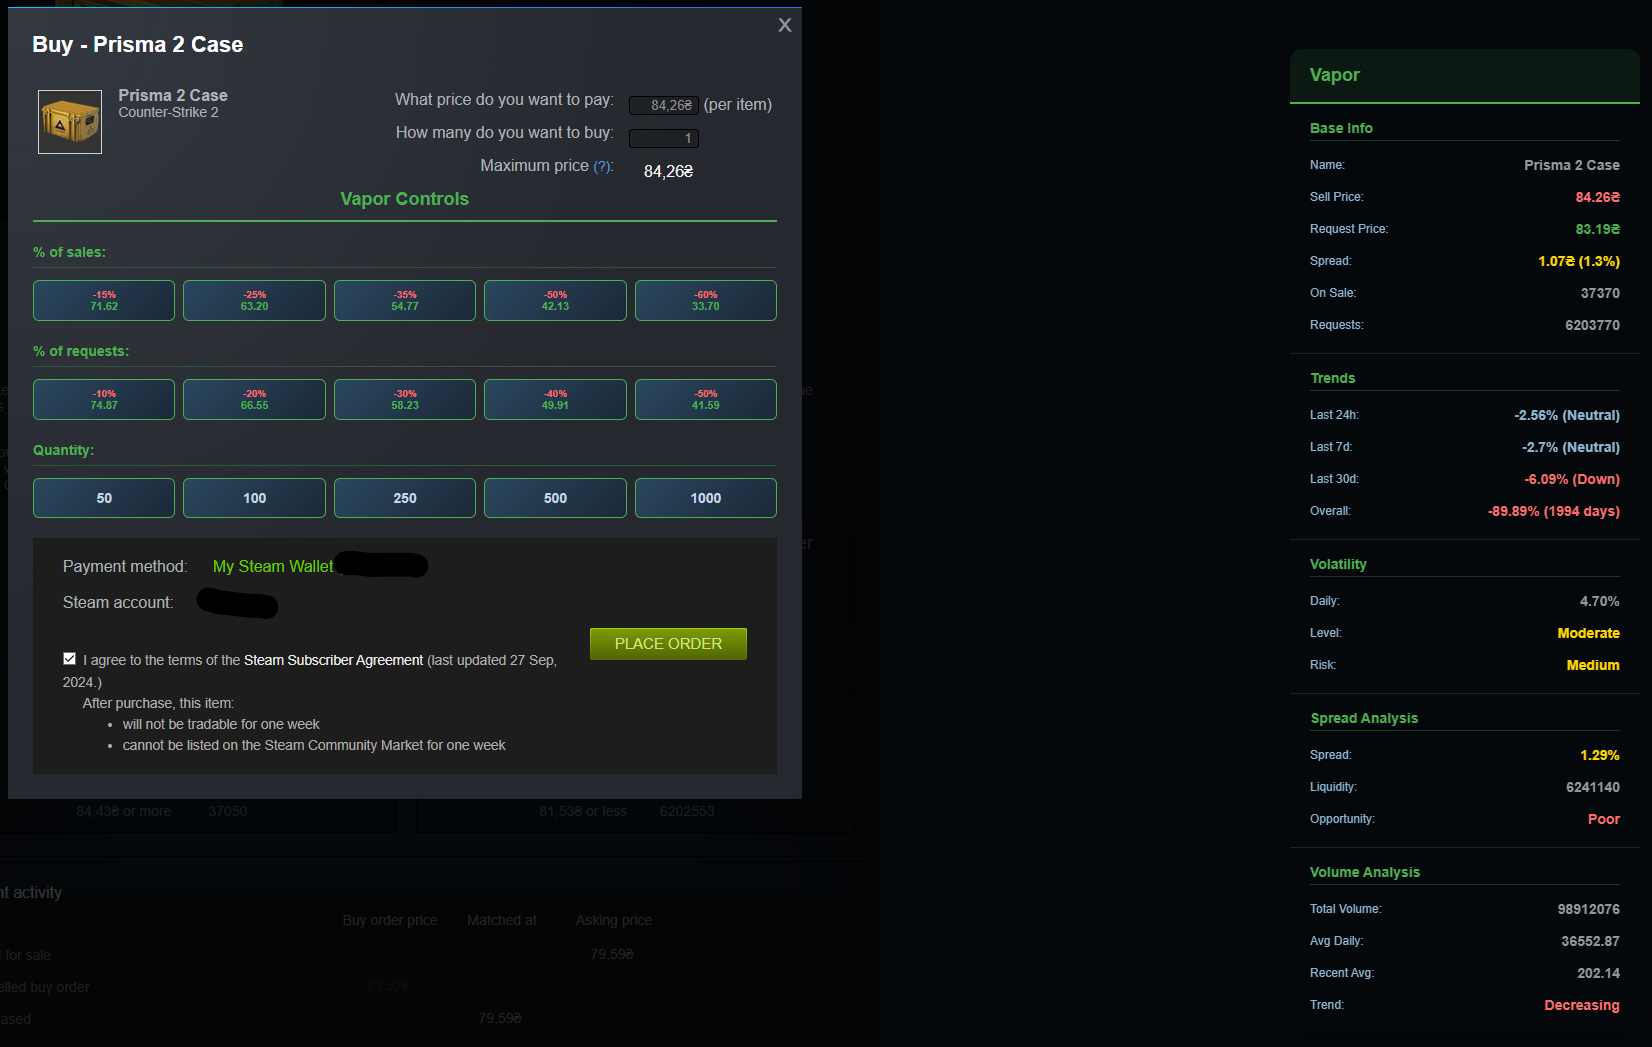 X
Buy - Prisma 2 Case
Prisma 2 Case
Counter-Strike 2
What price do you want to pay: 84,26₴ (per item)
How many do you want to buy: 1
Maximum price (?): 84,26₴
Vapor Controls
% of sales:
-15% -25% -35% -50% -60%
71.62 63.20 54.77 42.13 33.70
% of requests:
-10% -20% -30% -40% -50%
74.87 66.55 58.23 49.91 41.59
Quantity:
50 100 250 500 1000
Payment method: My Steam Wallet
Steam account:
PLACE ORDER
I agree to the terms of the Steam Subscriber Agreement (last updated 27 Sep,
2024.)
After purchase, this item:
• will not be tradable for one week
• cannot be listed on the Steam Community Market for one week
84,43₴ or more 37050 81,53₴ or less 6202553
nt activity
Buy order price Matched at Asking price
for sale 79,59₴
elled buy order 83,52₴
ased 79,59₴
Vapor
Base Info
Name: Prisma 2 Case
Sell Price: 84.26₴
Request Price: 83.19₴
Spread: 1.07₴ (1.3%)
On Sale: 37370
Requests: 6203770
Trends
Last 24h: -2.56% (Neutral)
Last 7d: -2.7% (Neutral)
Last 30d: -6.09% (Down)
Overall: -89.89% (1994 days)
Volatility
Daily: 4.70%
Level: Moderate
Risk: Medium
Spread Analysis
Spread: 1.29%
Liquidity: 6241140
Opportunity: Poor
Volume Analysis
Total Volume: 98912076
Avg Daily: 36552.87
Recent Avg: 202.14
Trend: Decreasing